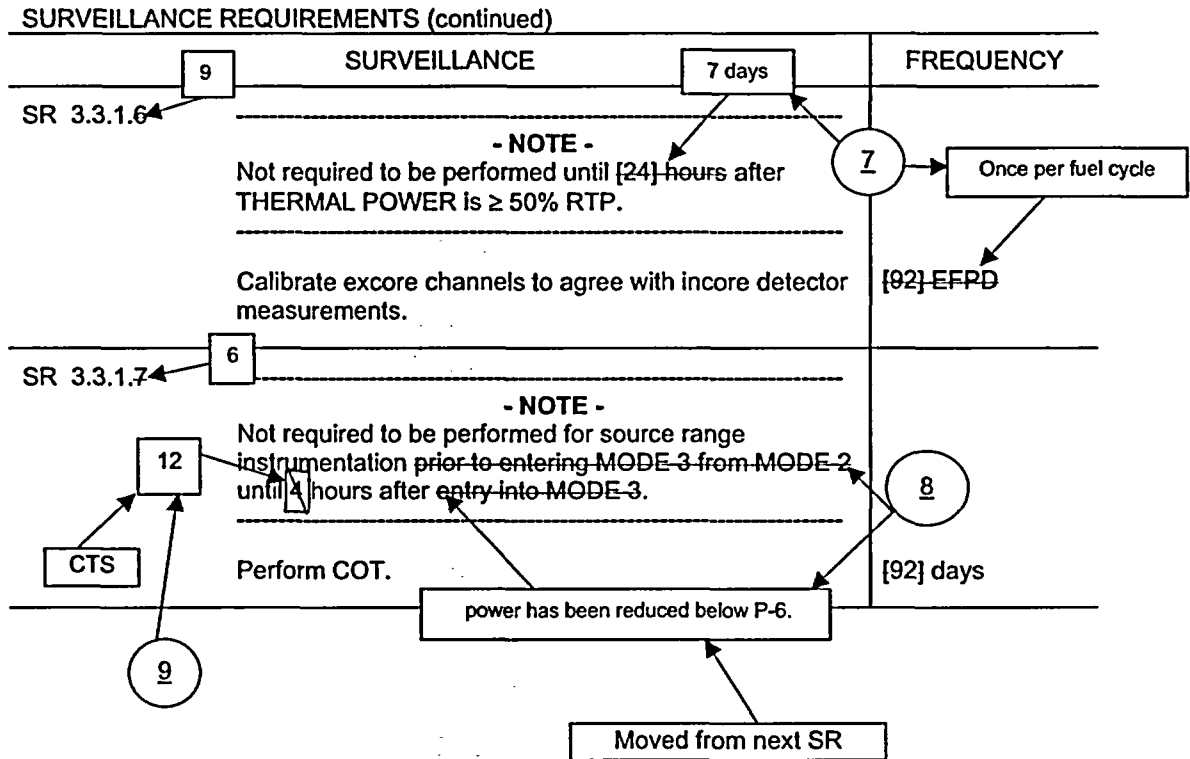 SURVEILLANCE REQUIREMENTS (continued)
SURVEILLANCE
FREQUENCY
9
7 days
SR 3.3.1.6
- NOTE -
Not required to be performed until [24] hours after
THERMAL POWER is ≥ 50% RTP.
7
Once per fuel cycle
Calibrate excore channels to agree with incore detector
measurements.
[92] EFPD
6
SR 3.3.1.7
- NOTE -
Not required to be performed for source range
instrumentation prior to entering MODE 3 from MODE 2
until 4 hours after entry into MODE 3.
12
8
CTS
Perform COT.
[92] days
power has been reduced below P-6.
9
Moved from next SR